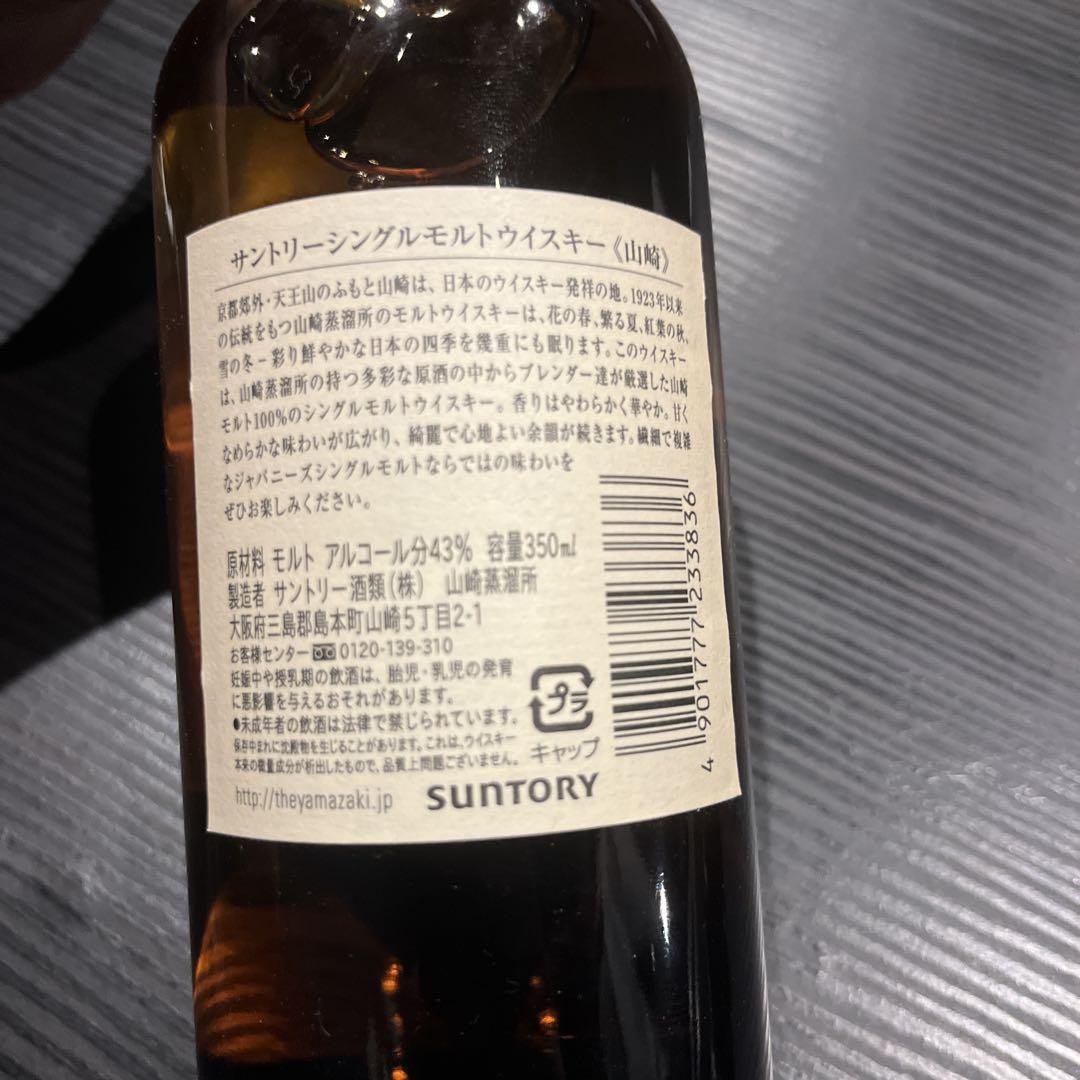 サントリーシングルモルトウイスキー《山崎》
京都郊外・天王山のふもと山崎は、日本のウイスキー発祥の地。1923年以来
の伝統をもつ山崎蒸溜所のモルトウイスキーは、花の春、繁る夏、紅葉の秋、
雪の冬−彩り鮮やかな日本の四季を幾重にも眠ります。このウイスキー
は、山崎蒸溜所の持つ多彩な原酒の中からブレンダー達が厳選した山崎
モルト100%のシングルモルトウイスキー。香りはやわらかく華やか。甘く
なめらかな味わいが広がり、綺麗で心地よい余韻が続きます。繊細で複雑
なジャパニーズシングルモルトならではの味わいを
ぜひお楽しみください。
原材料 モルト アルコール分43% 容量350ml
製造者 サントリー酒類(株) 山崎蒸溜所
大阪府三島郡島本町山崎5丁目2-1
お客様センター 0120-139-310
妊娠中や授乳期の飲酒は、胎児・乳児の発育
に悪影響を与えるおそれがあります。
●未成年者の飲酒は法律で禁じられています。
保存中まれに沈殿物を生じることがあります。これは、ウイスキー
本来の微量成分が析出したもので、品質上問題ございません。
http://theyamazaki.jp
SUNTORY
プラ
キャップ
4 901777 233836